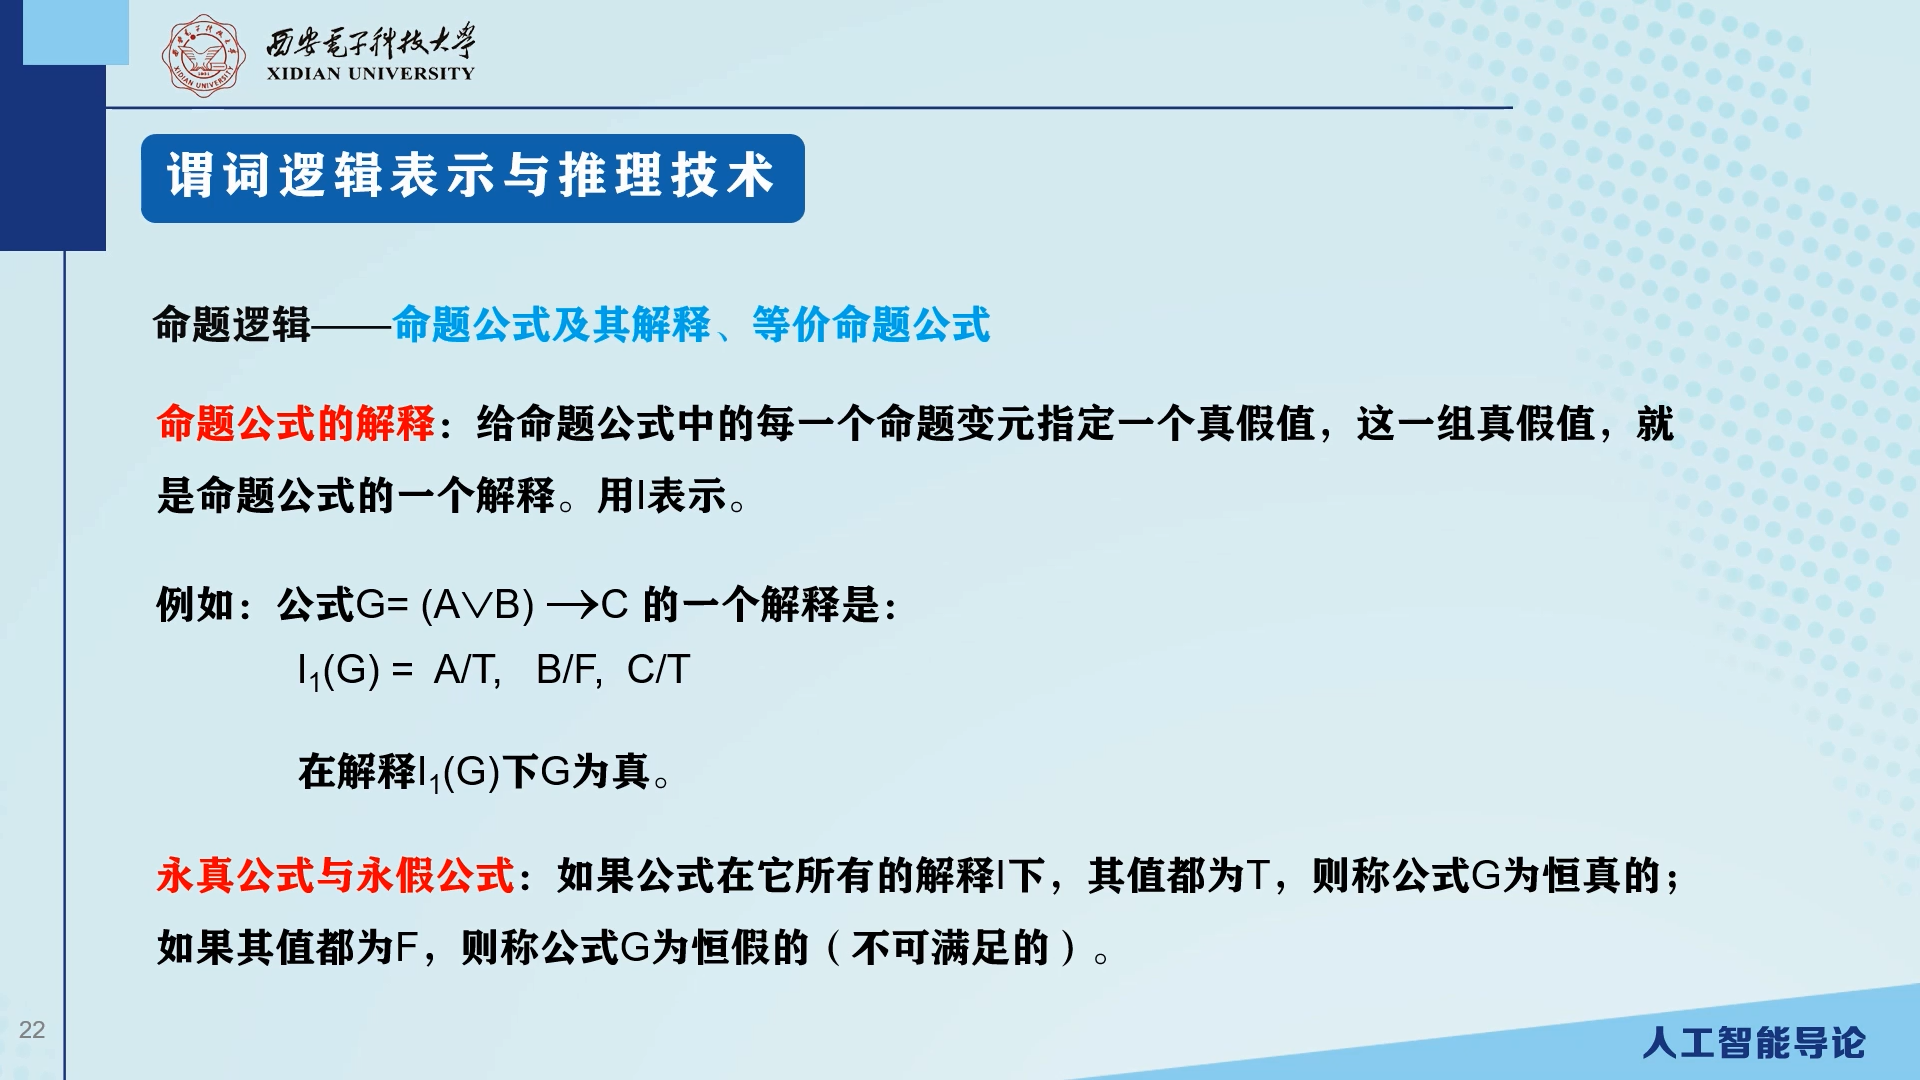 西安电子科技大学
XIDIAN UNIVERSITY
谓词逻辑表示与推理技术
命题逻辑——命题公式及其解释、等价命题公式
命题公式的解释：给命题公式中的每一个命题变元指定一个真假值，这一组真假值，就
是命题公式的一个解释。用I表示。
例如：公式G= (A∨B) →C 的一个解释是：
I₁(G) = A/T, B/F, C/T
在解释I₁(G)下G为真。
永真公式与永假公式：如果公式在它所有的解释I下，其值都为T，则称公式G为恒真的；
如果其值都为F，则称公式G为恒假的（不可满足的）。
22
人工智能导论